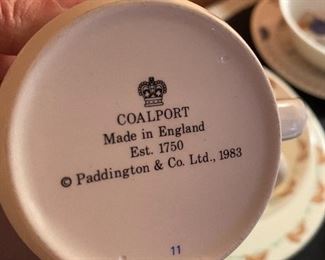 COALPORT
Made in England
Est. 1750
© Paddington & Co. Ltd., 1983
11